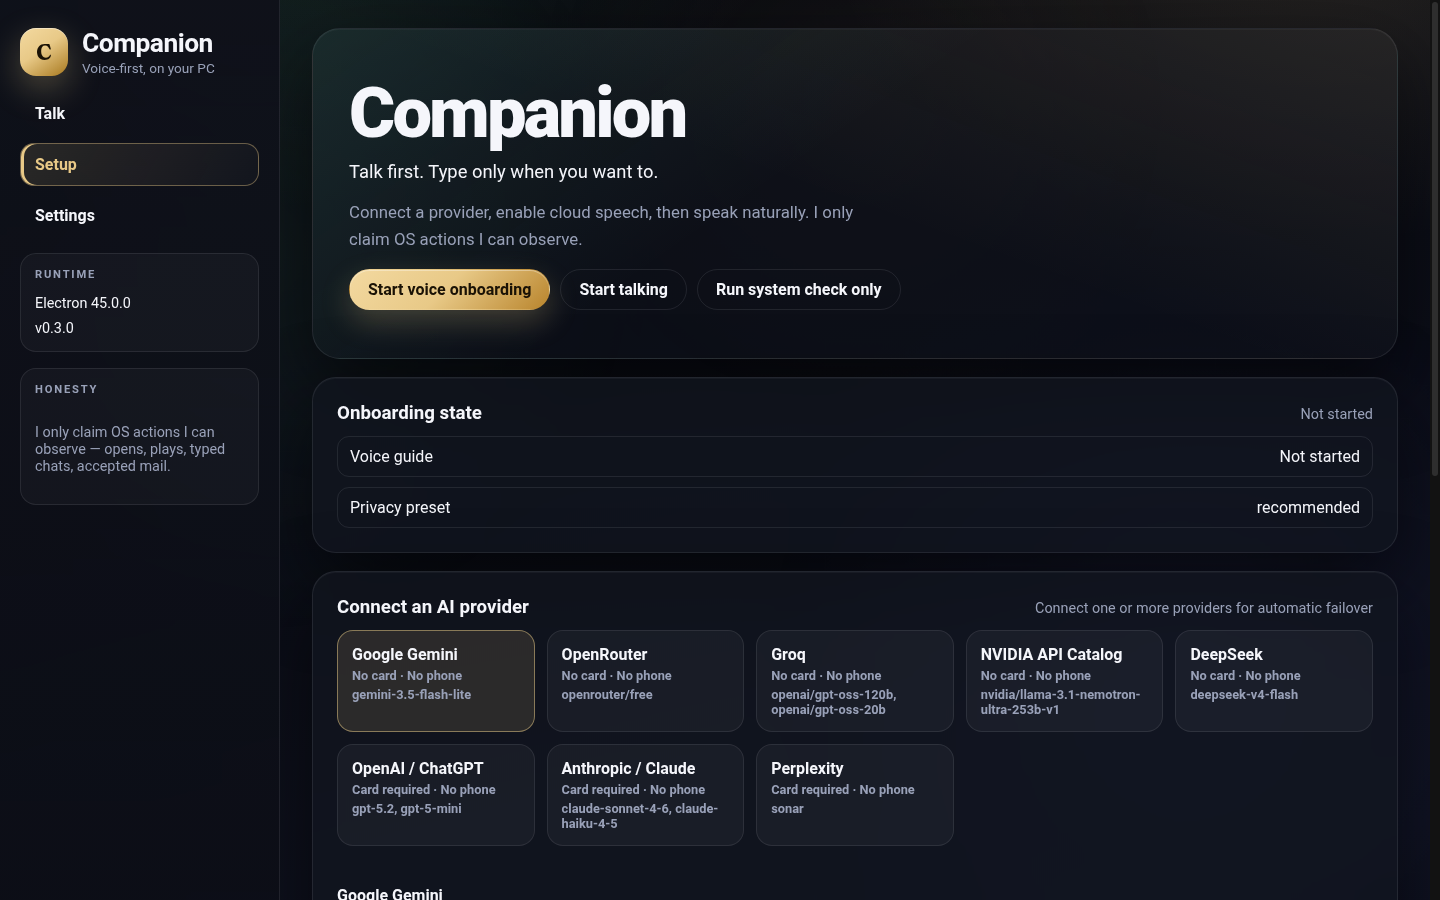 C
Companion
Voice-first, on your PC
Talk
Setup
Settings
RUNTIME
Electron 45.0.0
v0.3.0
HONESTY
I only claim OS actions I can
observe — opens, plays, typed
chats, accepted mail.
Companion
Talk first. Type only when you want to.
Connect a provider, enable cloud speech, then speak naturally. I only
claim OS actions I can observe.
Start voice onboarding
Start talking
Run system check only
Onboarding state
Not started
Voice guide
Not started
Privacy preset
recommended
Connect an AI provider
Connect one or more providers for automatic failover
Google Gemini
No card · No phone
gemini-3.5-flash-lite
OpenRouter
No card · No phone
openrouter/free
Groq
No card · No phone
openai/gpt-oss-120b,
openai/gpt-oss-20b
NVIDIA API Catalog
No card · No phone
nvidia/llama-3.1-nemotron-
ultra-253b-v1
DeepSeek
No card · No phone
deepseek-v4-flash
OpenAI / ChatGPT
Card required · No phone
gpt-5.2, gpt-5-mini
Anthropic / Claude
Card required · No phone
claude-sonnet-4-6, claude-
haiku-4-5
Perplexity
Card required · No phone
sonar
Google Gemini